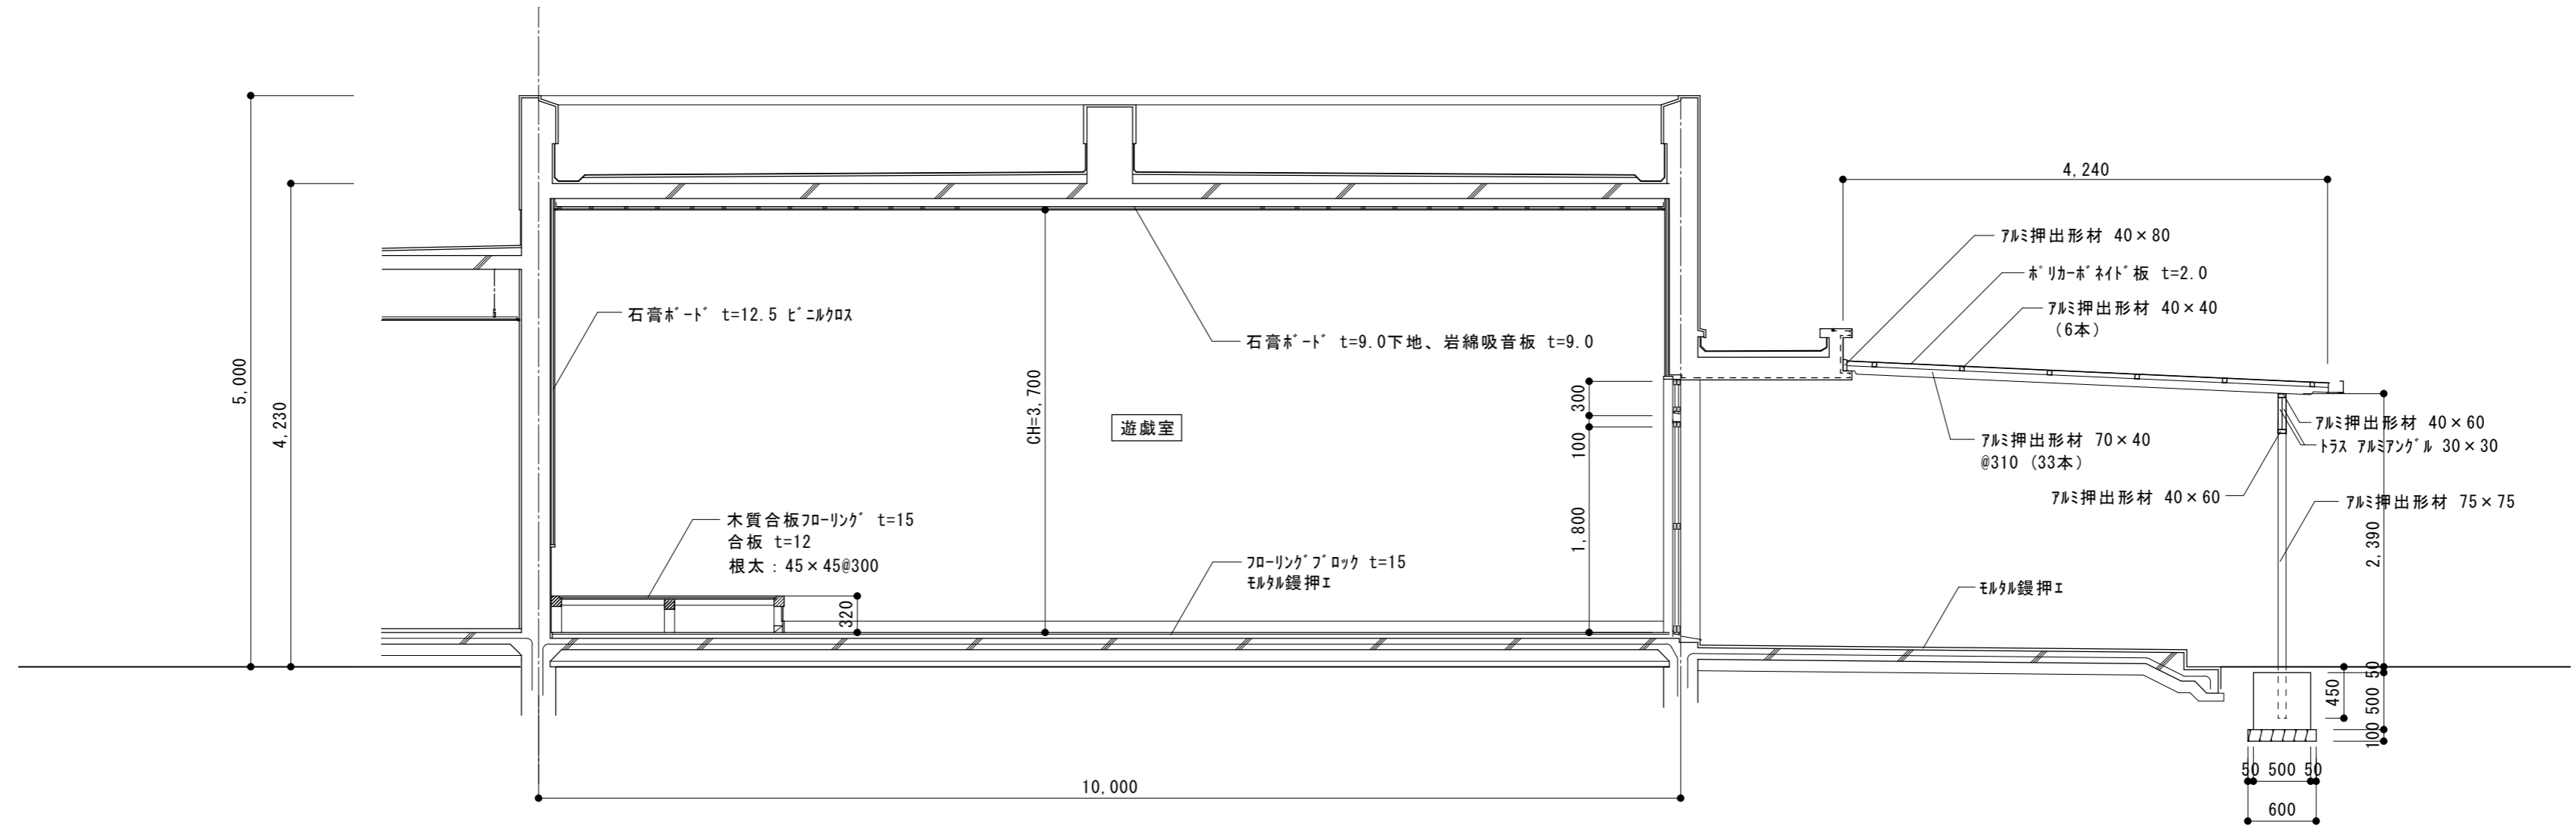 4,240
アルミ押出形材 40×80
ポリカーボネイド板 t=2.0
アルミ押出形材 40×40
（6本）
石膏ボード t=12.5 ビニルクロス
石膏ボード t=9.0下地、岩綿吸音板 t=9.0
5,000
4,230
CH=3,700
遊戯室
300
100
1,800
アルミ押出形材 70×40
@310 (33本)
アルミ押出形材 40×60
トラス アルミアングル 30×30
アルミ押出形材 40×60
アルミ押出形材 75×75
2,390
木質合板フローリング t=15
合板 t=12
根太：45×45@300
320
フローリングブロック t=15
モルタル鏝押エ
モルタル鏝押エ
450
50
500
100
50 500 50
600
10,000